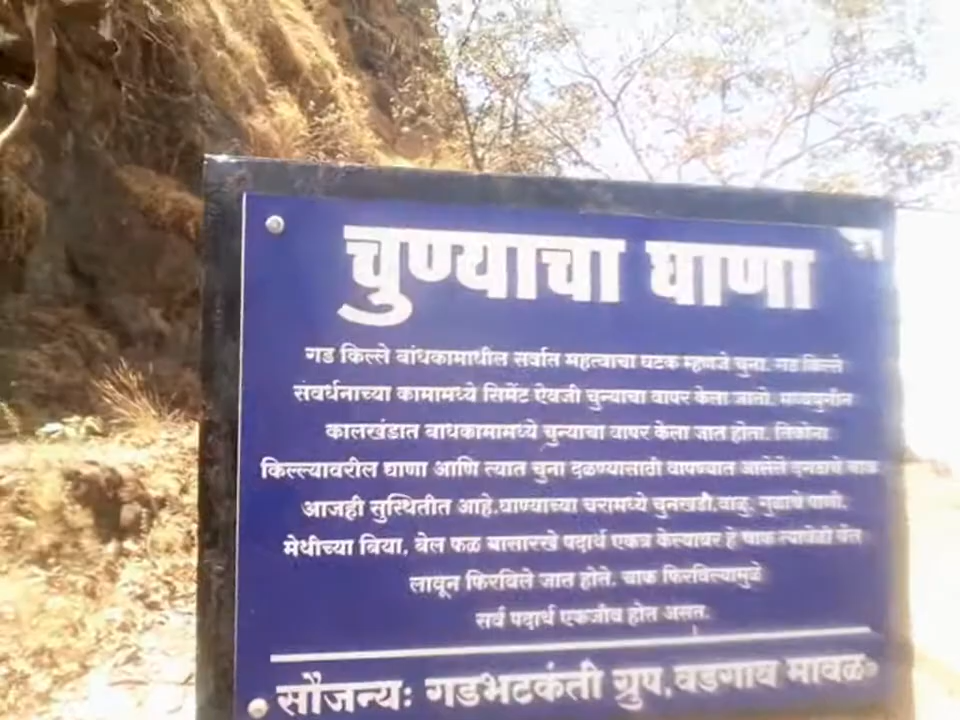 चुण्याचा घाणा
गड किल्ले बांधकामाधील सर्वात महत्वाचा घटक म्हणजे चुना. गड किल्ले
संवर्धनाच्या कामामध्ये सिमेंट ऐवजी चुन्याचा वापर केला जातो. मध्ययुगीन
कालखंडात बांधकामामध्ये चुन्याचा वापर केला जात होता. तिकोना
किल्ल्यावरील घाणा आणि त्यात चुना दळण्यासाठी वापण्यात आलेले दगडाचे चाक
आजही सुस्थितीत आहे.घाण्याच्या चरामध्ये चुनखडी, वाळु, गुळाचे पाणी,
मेथीच्या बिया, बेल फळ यासारखे पदार्थ एकत्र केल्यावर हे चाक त्यावेळी बैल
लावून फिरविले जात होते. चाक फिरविल्यामुळे
सर्व पदार्थ एकजीव होत असत.
सौजन्य: गडभटकंती ग्रुप, वडगाव मावळ